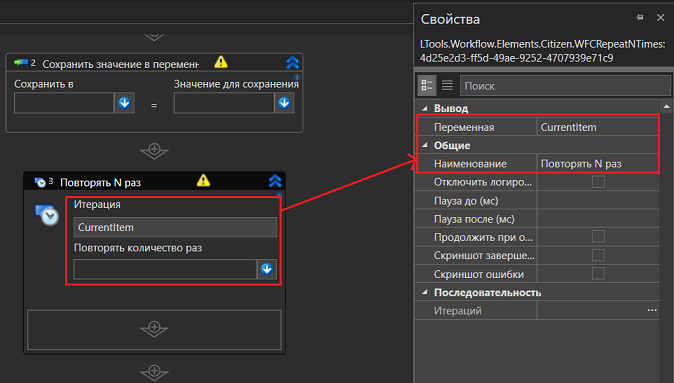 2 Сохранить значение в перемен
Сохранить в
Значение для сохранения
=
3 Повторять N раз
Итерация
CurrentItem
Повторять количество раз
Свойства
LTools.Workflow.Elements.Citizen.WFCRepeatNTimes:
4d25e2d3-ff5d-49ae-9252-4707939e71c9
Поиск
Вывод
Переменная CurrentItem
Общие
Наименование Повторять N раз
Отключить логиро...
Пауза до (мс)
Пауза после (мс)
Продолжить при о...
Скриншот заверше...
Скриншот ошибки
Последовательность
Итераций ...